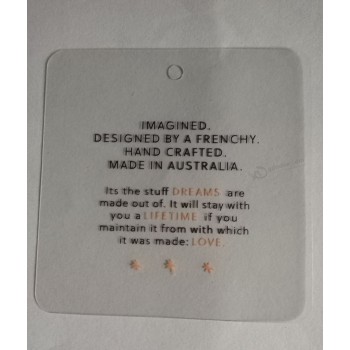 IMAGINED.
DESIGNED BY A FRENCHY.
HAND CRAFTED.
MADE IN AUSTRALIA.
Its the stuff DREAMS are
made out of. It will stay with
you a LIFETIME if you
maintain it from with which
it was made: LOVE.